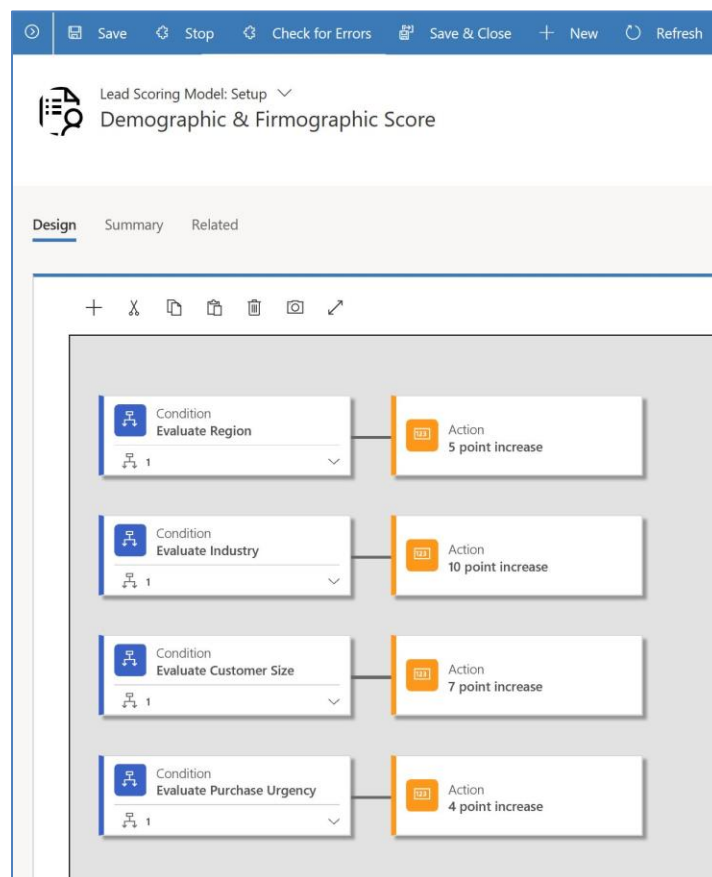 Save Stop Check for Errors Save & Close New Refresh
Lead Scoring Model: Setup
Demographic & Firmographic Score
Design Summary Related
Condition
Evaluate Region
1
Action
5 point increase
Condition
Evaluate Industry
1
Action
10 point increase
Condition
Evaluate Customer Size
1
Action
7 point increase
Condition
Evaluate Purchase Urgency
1
Action
4 point increase